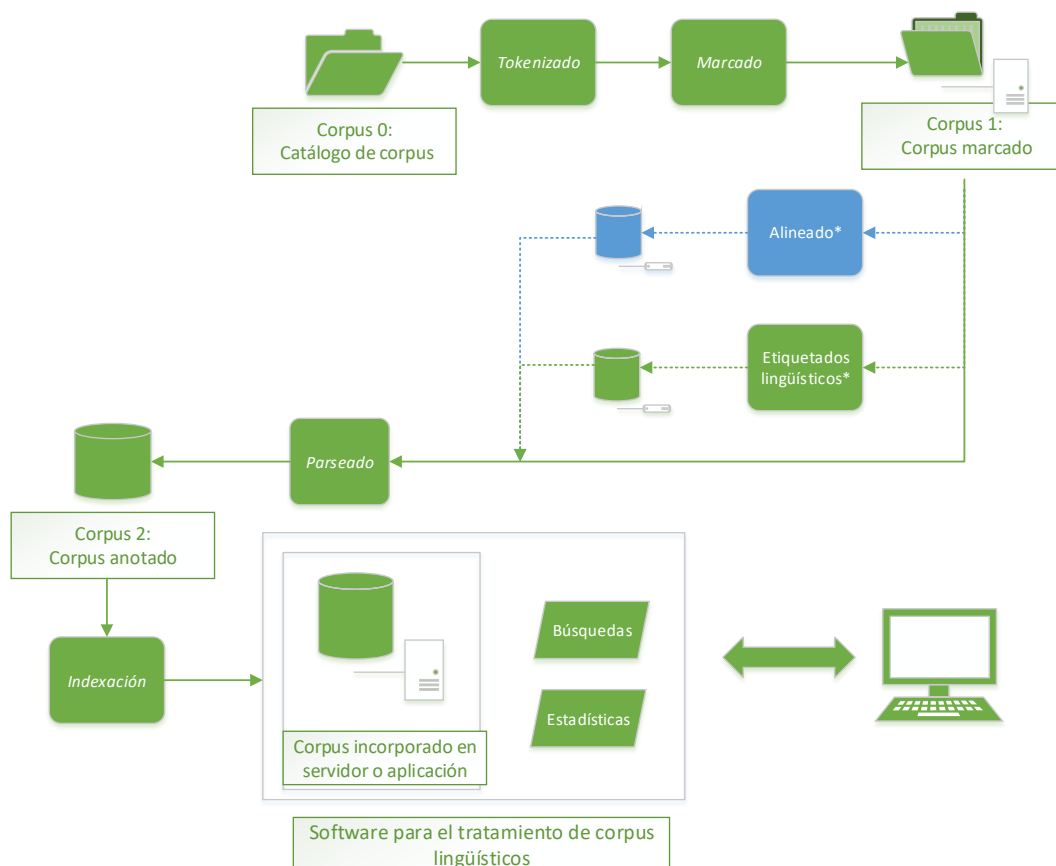 Tokenizado
Marcado
Corpus 0:
Catálogo de corpus
Corpus 1:
Corpus marcado
Alineado*
Etiquetados
lingüísticos*
Parseado
Corpus 2:
Corpus anotado
Búsquedas
Indexación
Estadísticas
Corpus incorporado en
servidor o aplicación
Software para el tratamiento de corpus
lingüísticos